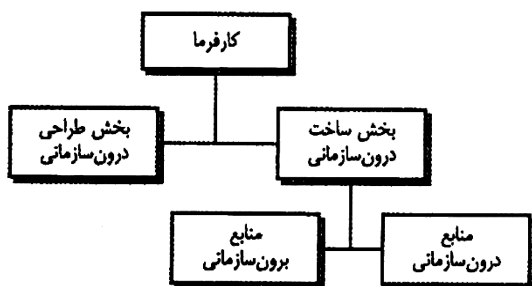 کارفرما
بخش ساخت
درون‌سازمانی
بخش طراحی
درون‌سازمانی
منابع
درون‌سازمانی
منابع
برون‌سازمانی